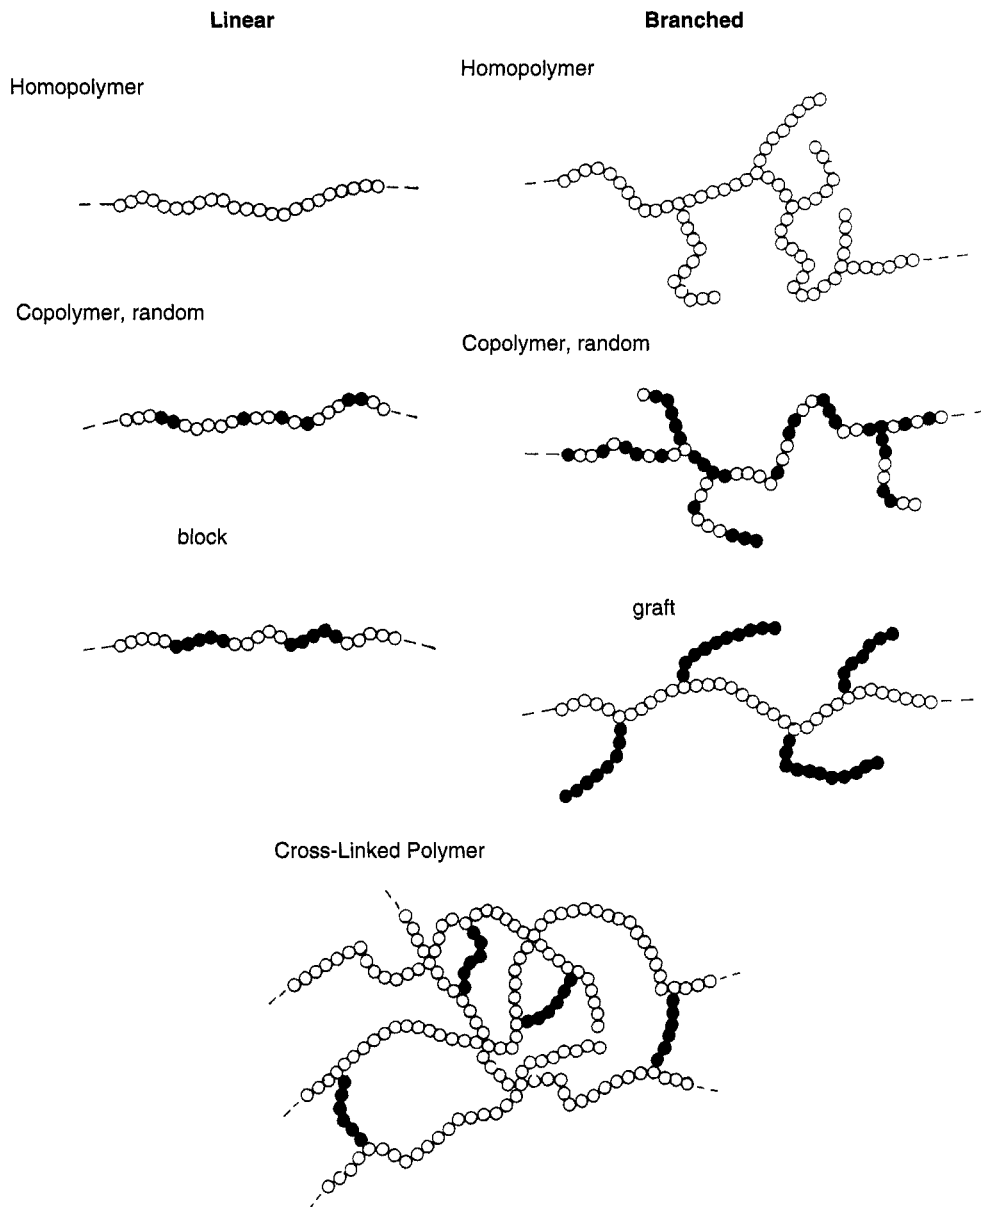 Linear
Branched
Homopolymer
Homopolymer
Copolymer, random
Copolymer, random
block
graft
Cross-Linked Polymer